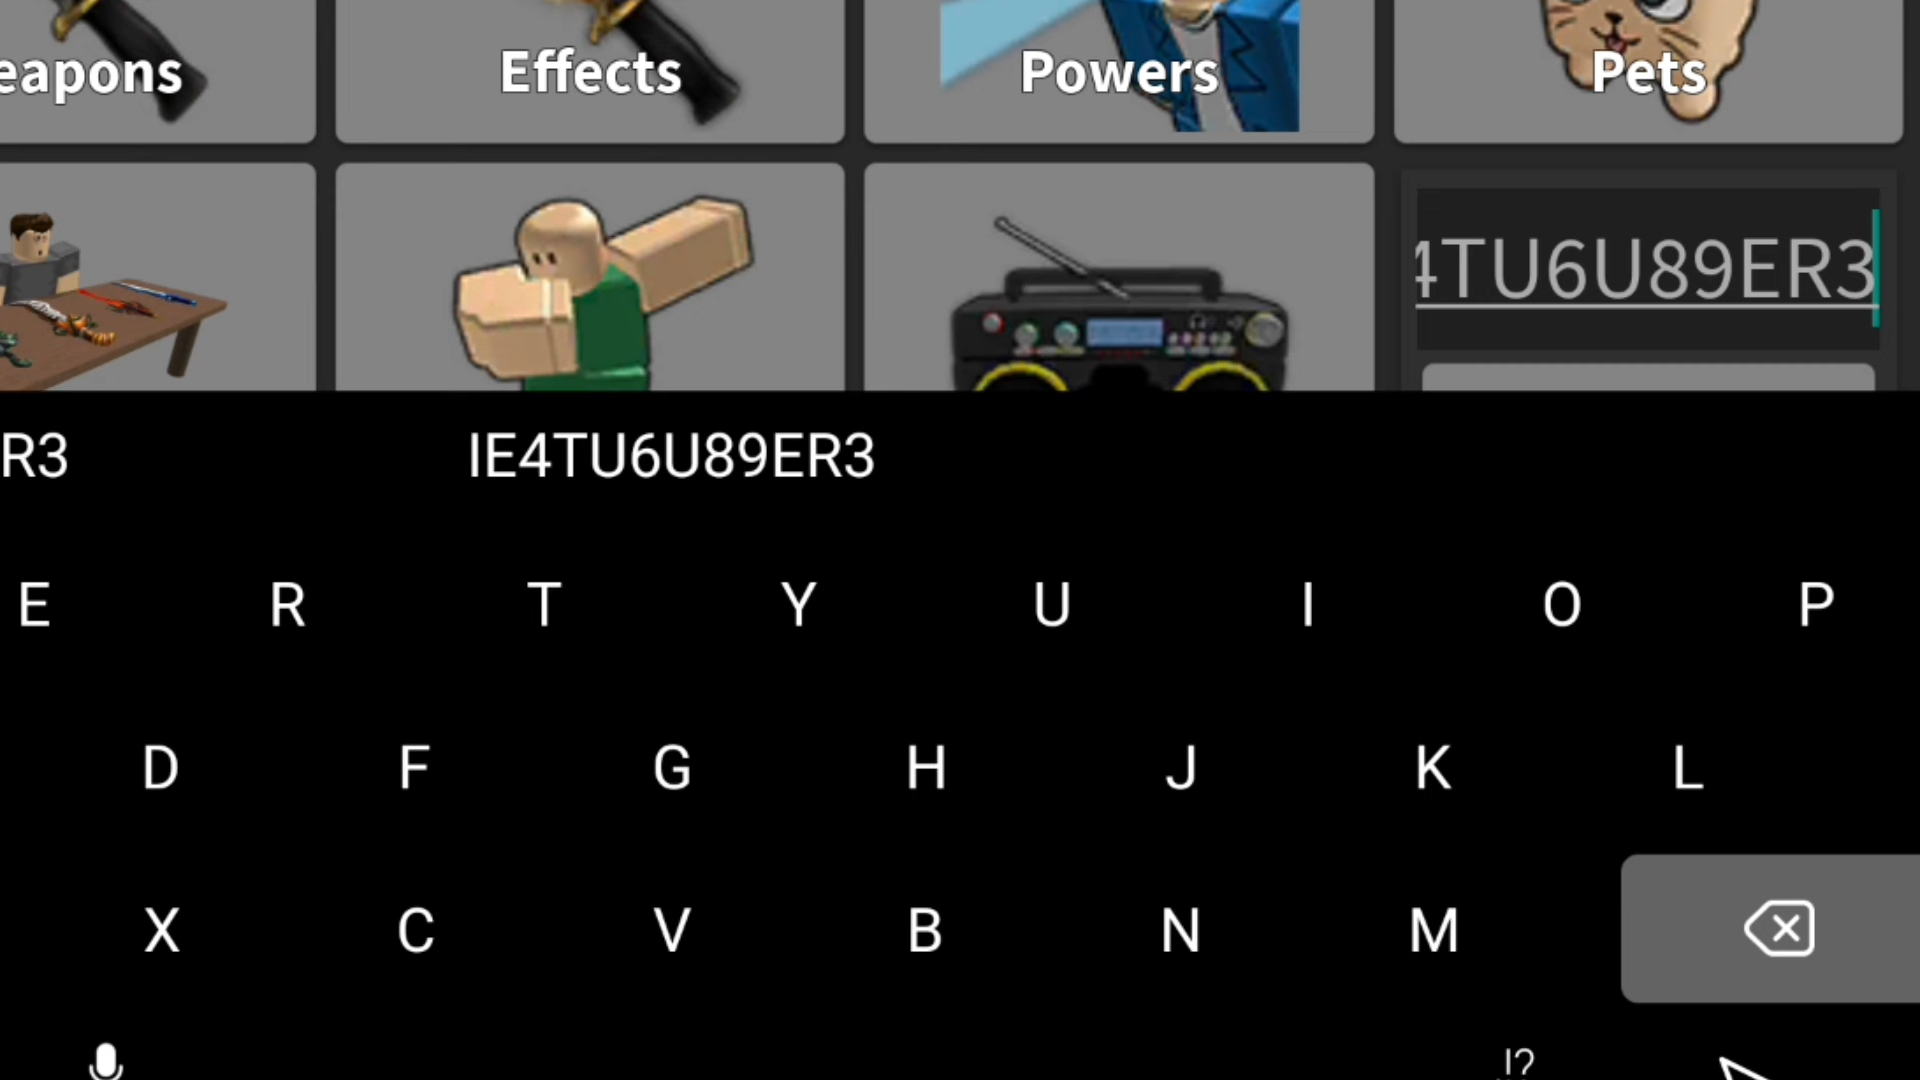 eapons Effects Powers Pets
4TU6U89ER3
R3 IE4TU6U89ER3
E R T Y U I O P
D F G H J K L
X C V B N M
!?